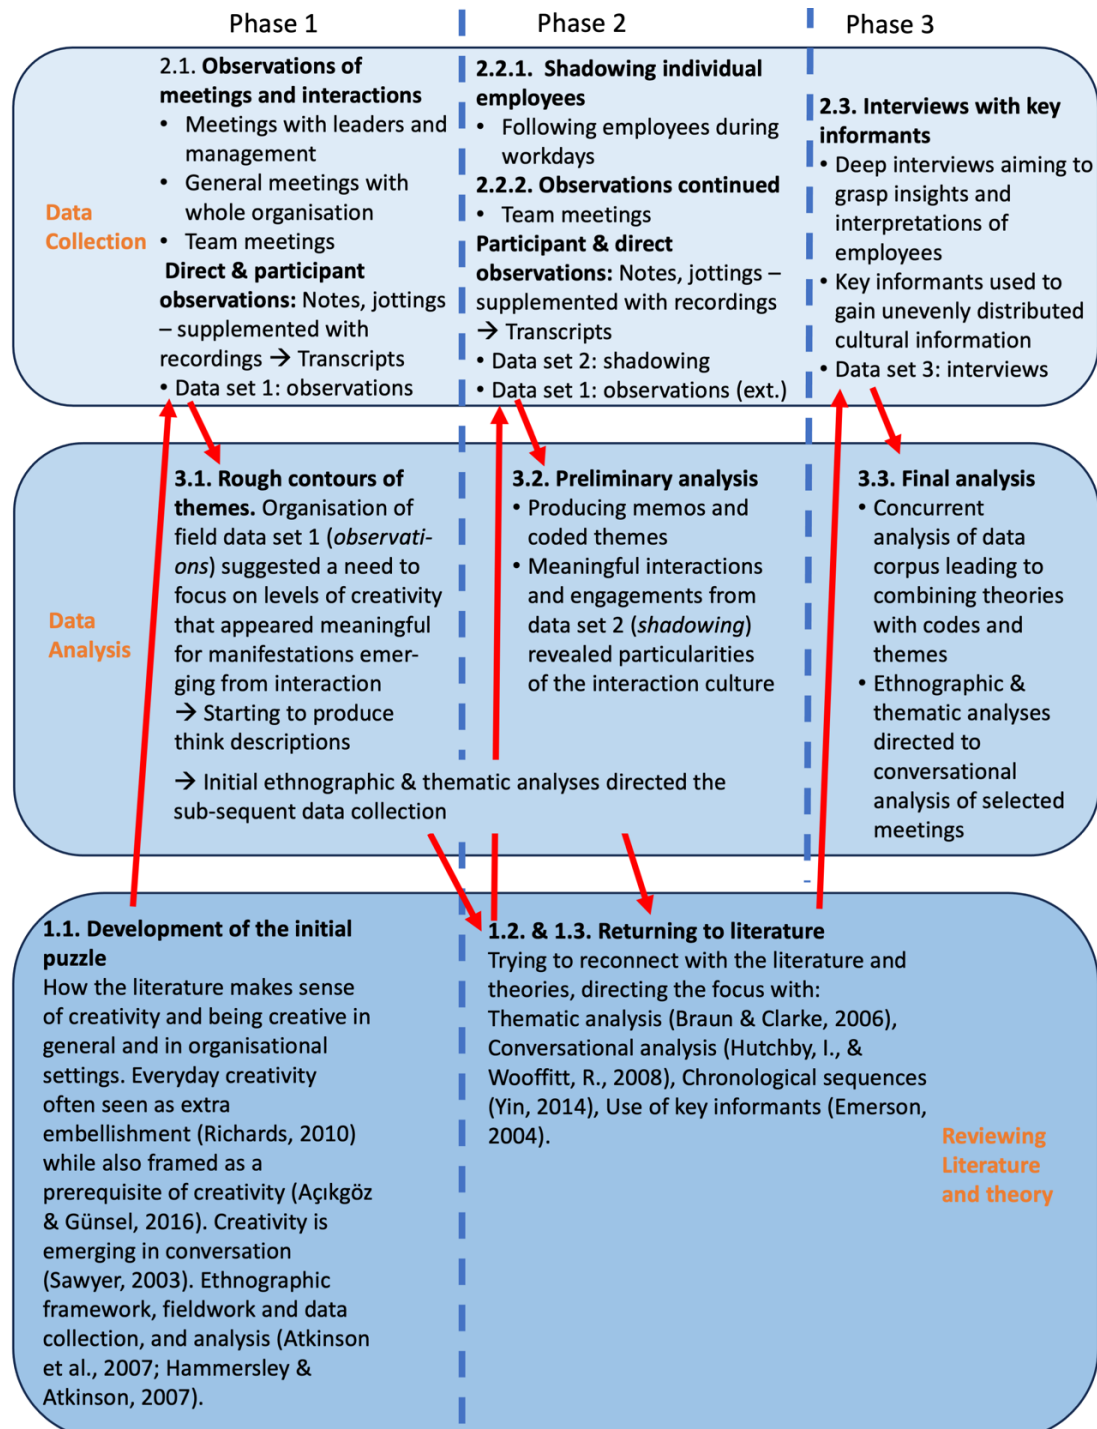 Phase 1
Phase 2
Phase 3
Data
Collection
2.1. Observations of
meetings and interactions
• Meetings with leaders and
management
• General meetings with
whole organisation
• Team meetings
Direct & participant
observations: Notes, jottings
– supplemented with
recordings → Transcripts
• Data set 1: observations
2.2.1. Shadowing individual
employees
• Following employees during
workdays
2.2.2. Observations continued
• Team meetings
Participant & direct
observations: Notes, jottings –
supplemented with recordings
→ Transcripts
• Data set 2: shadowing
• Data set 1: observations (ext.)
2.3. Interviews with key
informants
• Deep interviews aiming to
grasp insights and
interpretations of
employees
• Key informants used to
gain unevenly distributed
cultural information
• Data set 3: interviews
Data
Analysis
3.1. Rough contours of
themes. Organisation of
field data set 1 (observati-
ons) suggested a need to
focus on levels of creativity
that appeared meaningful
for manifestations emer-
ging from interaction
→ Starting to produce
think descriptions
→ Initial ethnographic & thematic analyses directed the
sub-sequent data collection
3.2. Preliminary analysis
• Producing memos and
coded themes
• Meaningful interactions
and engagements from
data set 2 (shadowing)
revealed particularities
of the interaction culture
3.3. Final analysis
• Concurrent
analysis of data
corpus leading to
combining theories
with codes and
themes
• Ethnographic &
thematic analyses
directed to
conversational
analysis of selected
meetings
1.1. Development of the initial
puzzle
How the literature makes sense
of creativity and being creative in
general and in organisational
settings. Everyday creativity
often seen as extra
embellishment (Richards, 2010)
while also framed as a
prerequisite of creativity (Açıkgöz
& Günsel, 2016). Creativity is
emerging in conversation
(Sawyer, 2003). Ethnographic
framework, fieldwork and data
collection, and analysis (Atkinson
et al., 2007; Hammersley &
Atkinson, 2007).
1.2. & 1.3. Returning to literature
Trying to reconnect with the literature and
theories, directing the focus with:
Thematic analysis (Braun & Clarke, 2006),
Conversational analysis (Hutchby, I., &
Wooffitt, R., 2008), Chronological sequences
(Yin, 2014), Use of key informants (Emerson,
2004).
Reviewing
Literature
and theory